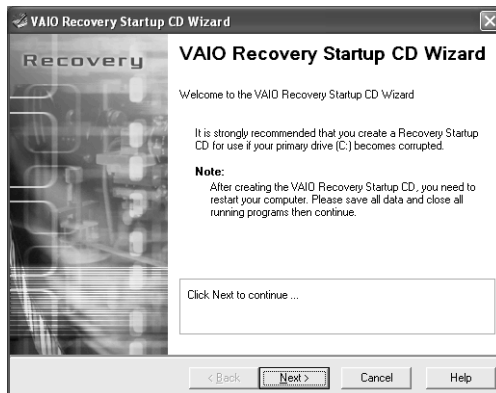 VAIO Recovery Startup CD Wizard
Recovery
VAIO Recovery Startup CD Wizard
Welcome to the VAIO Recovery Startup CD Wizard
It is strongly recommended that you create a Recovery Startup
CD for use if your primary drive (C:) becomes corrupted.
Note:
After creating the VAIO Recovery Startup CD, you need to
restart your computer. Please save all data and close all
running programs then continue.
Click Next to continue ...
< Back
Next >
Cancel
Help